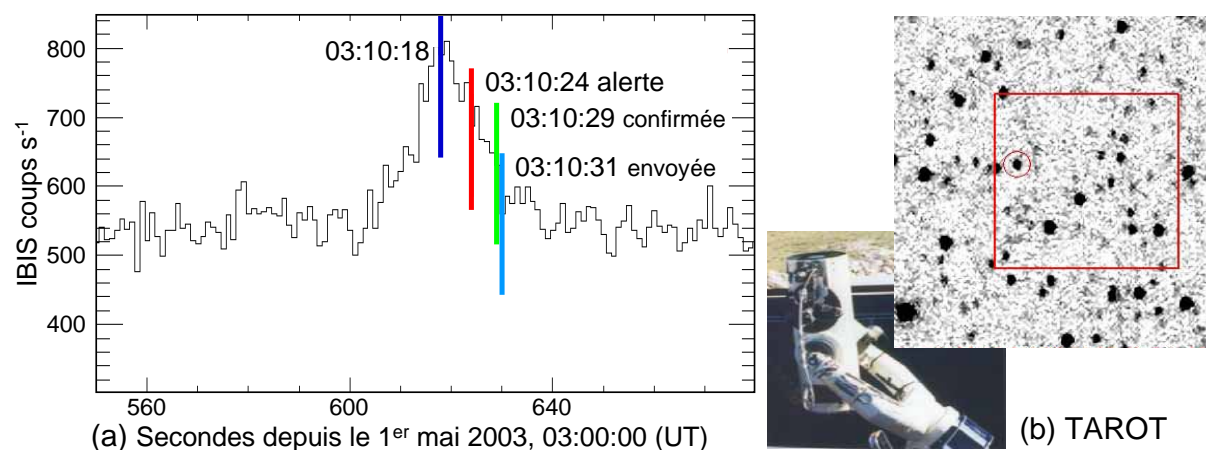 800
700
600
500
400
IBIS coups s-1
03:10:18
03:10:24 alerte
03:10:29 confirmée
03:10:31 envoyée
560
600
640
(a) Secondes depuis le 1er mai 2003, 03:00:00 (UT)
(b) TAROT